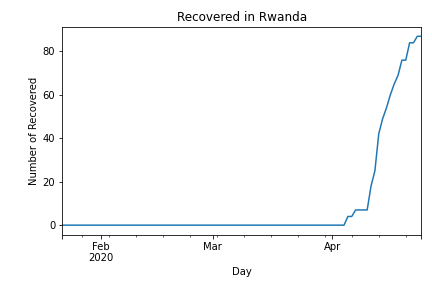 Recovered in Rwanda
Number of Recovered
80
60
40
20
0
Feb
2020
Mar
Apr
Day